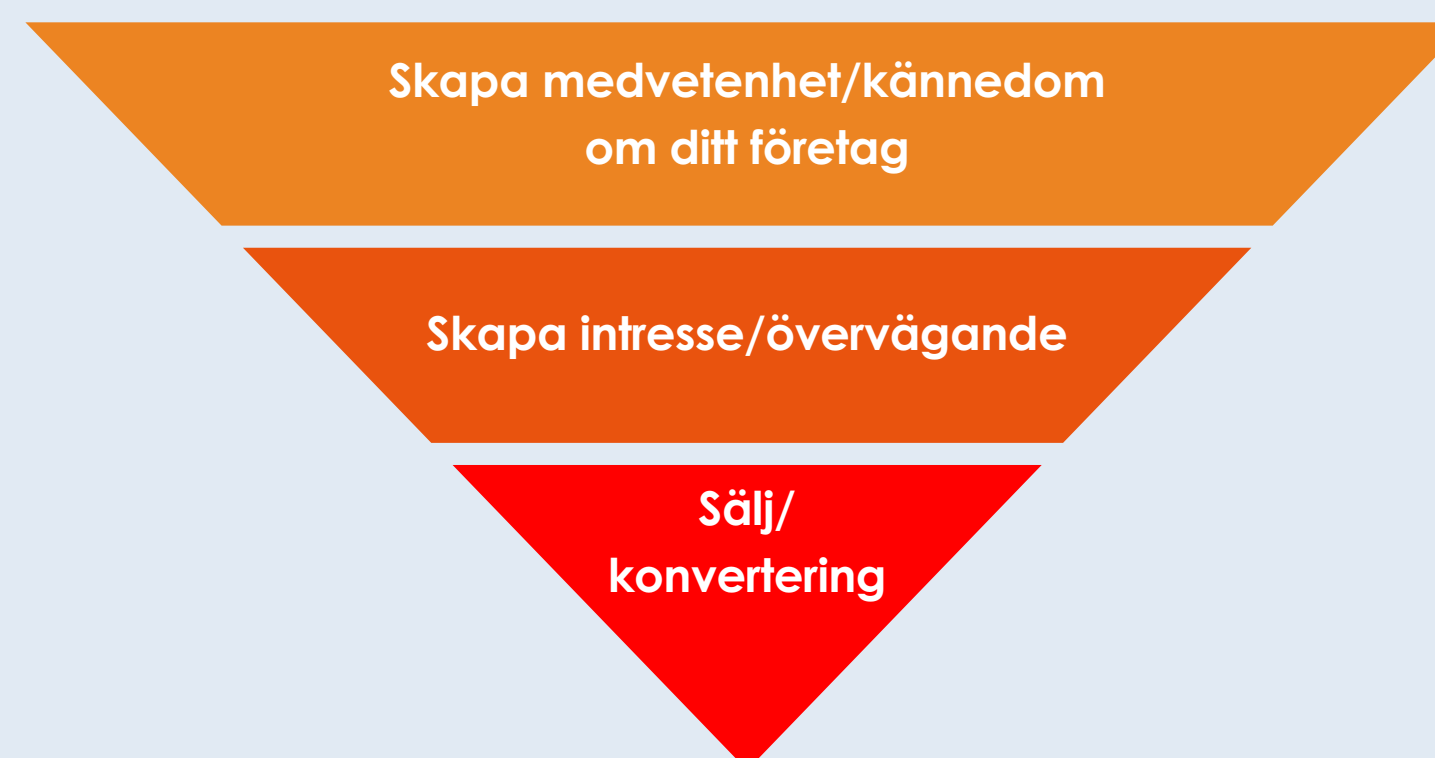 Skapa medvetenhet/kännedom
om ditt företag
Skapa intresse/övervägande
Sälj/
konvertering